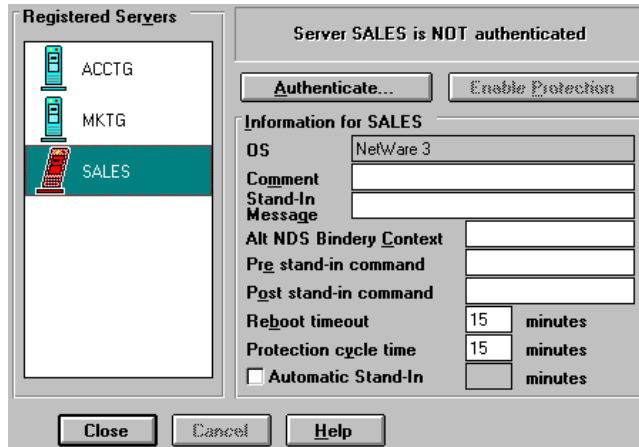 Registered Servers
ACCTG
MKTG
SALES
Server SALES is NOT authenticated
Authenticate...
Enable Protection
Information for SALES
OS NetWare 3
Comment
Stand-In
Message
Alt NDS Bindery Context
Pre stand-in command
Post stand-in command
Reboot timeout 15 minutes
Protection cycle time 15 minutes
Automatic Stand-In minutes
Close Cancel Help